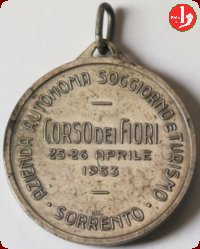 AZIENDA AUTONOMA SOGGIORNO E TURISMO
CORSO DEI FIORI
25-26 APRILE
1953
· SORRENTO ·